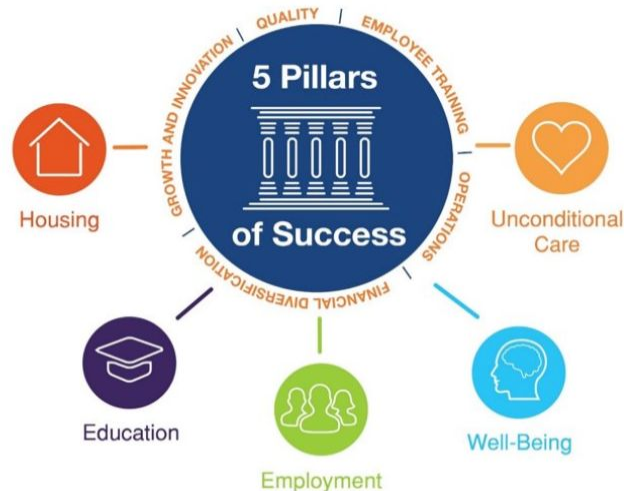 5 Pillars
of Success
GROWTH AND INNOVATION
QUALITY
EMPLOYEE TRAINING
OPERATIONS
FINANCIAL DIVERSIFICATION
Housing
Unconditional
Care
Education
Well-Being
Employment